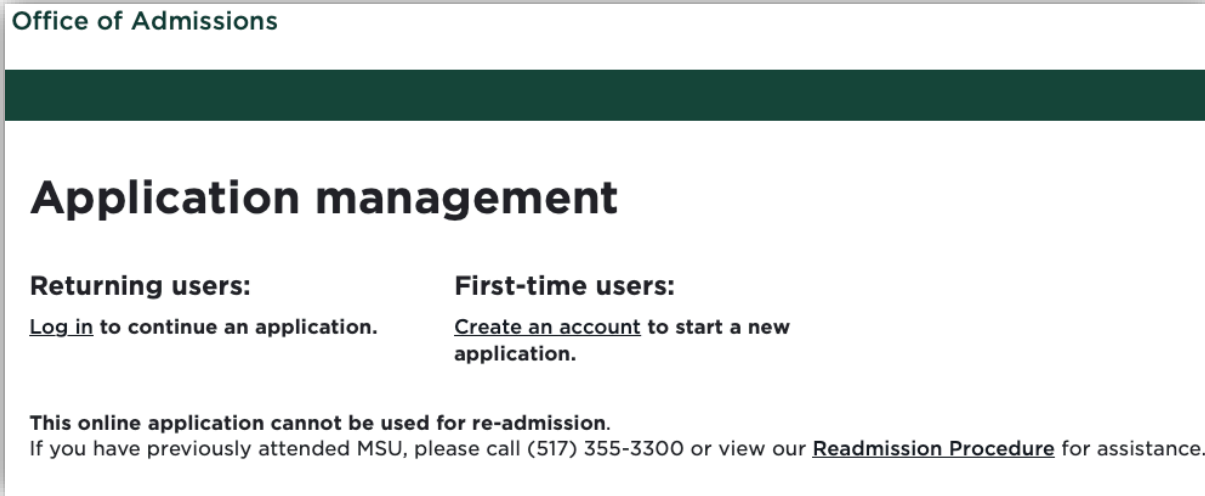 Office of Admissions
Application management
Returning users:
Log in to continue an application.
First-time users:
Create an account to start a new
application.
This online application cannot be used for re-admission.
If you have previously attended MSU, please call (517) 355-3300 or view our Readmission Procedure for assistance.